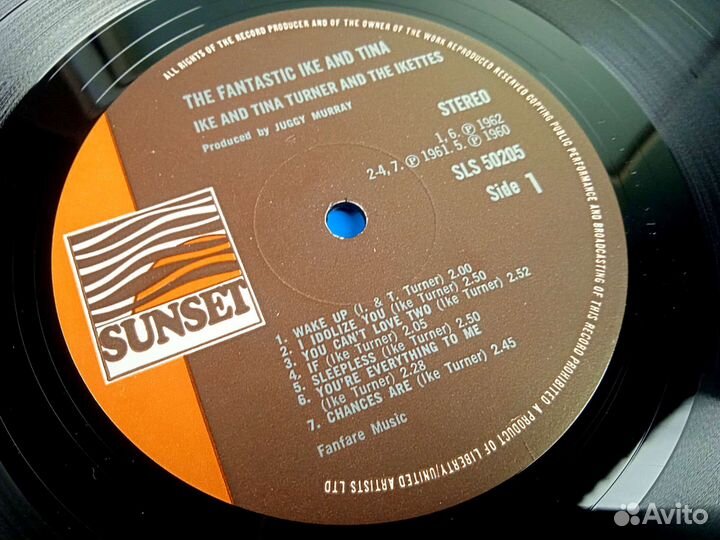 ALL RIGHTS OF THE RECORD PRODUCER AND OF THE OWNER OF THE WORK REPRODUCED RESERVED COPYING PUBLIC PERFORMANCE AND BROADCASTING OF THIS RECORD PROHIBITED A PRODUCT OF LIBERTY/UNITED ARTISTS LTD
THE FANTASTIC IKE AND TINA
IKE AND TINA TURNER AND THE IKETTES
Produced by JUGGY MURRAY
STEREO
1, 6. Ⓟ 1962
2-4,7. Ⓟ 1961.5. Ⓟ 1960
SLS 50205
Side 1
SUNSET
1. WAKE UP (I. & T. Turner) 2.00
2. I IDOLIZE YOU (Ike Turner) 2.50
3. YOU CAN'T LOVE TWO (Ike Turner) 2.52
4. IF (Ike Turner) 2.05
5. SLEEPLESS (Ike Turner) 2.50
6. YOU'RE EVERYTHING TO ME
(Ike Turner) 2.28
7. CHANCES ARE (Ike Turner) 2.45
Fanfare Music
Avito